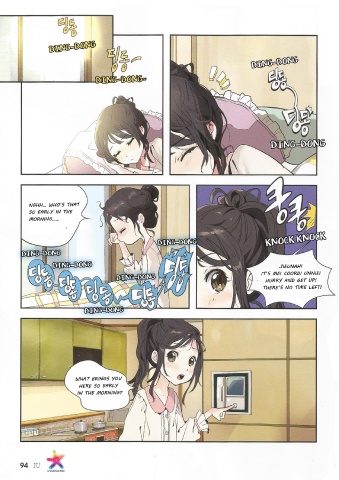 DING-DONG
딩동~
DING-DONG~
딩동
DING-DONG
딩동
DING-DONG
NGHH... WHO'S THAT
SO EARLY IN THE
MORNING...
DING-DONG
딩동
DING-DONG
딩동
DING-DONG
딩동~
DING-DONG
딩동
DING-DONG
딩동
쿵쿵
KNOCK KNOCK
JIEUNAH!
IT'S ME! COORDI UNNIE!
HURRY AND GET UP!
THERE'S NO TIME LEFT!
WHAT BRINGS YOU
HERE SO EARLY
IN THE MORNING?
94 IU